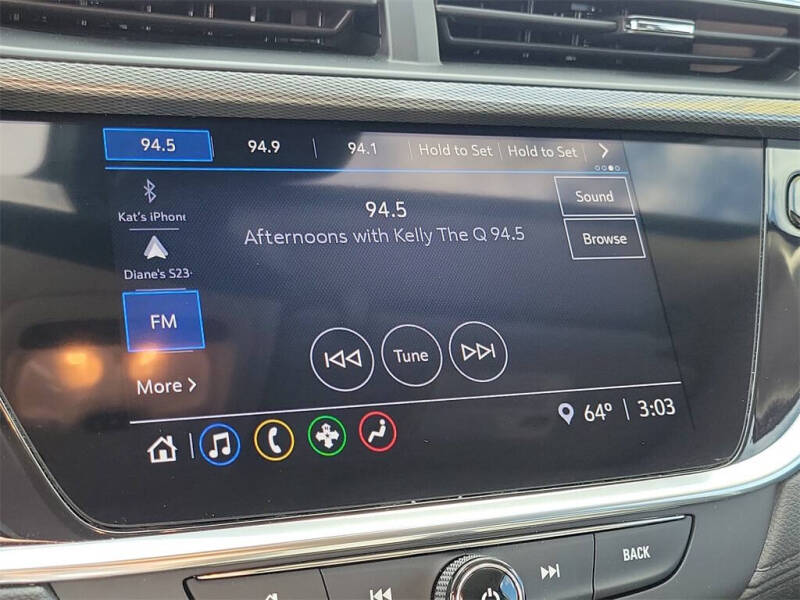 94.5 94.9 94.1 Hold to Set Hold to Set
Kat's iPhone
94.5
Sound
Afternoons with Kelly The Q 94.5
Browse
Diane's S23
FM
Tune
More
64° 3:03
BACK